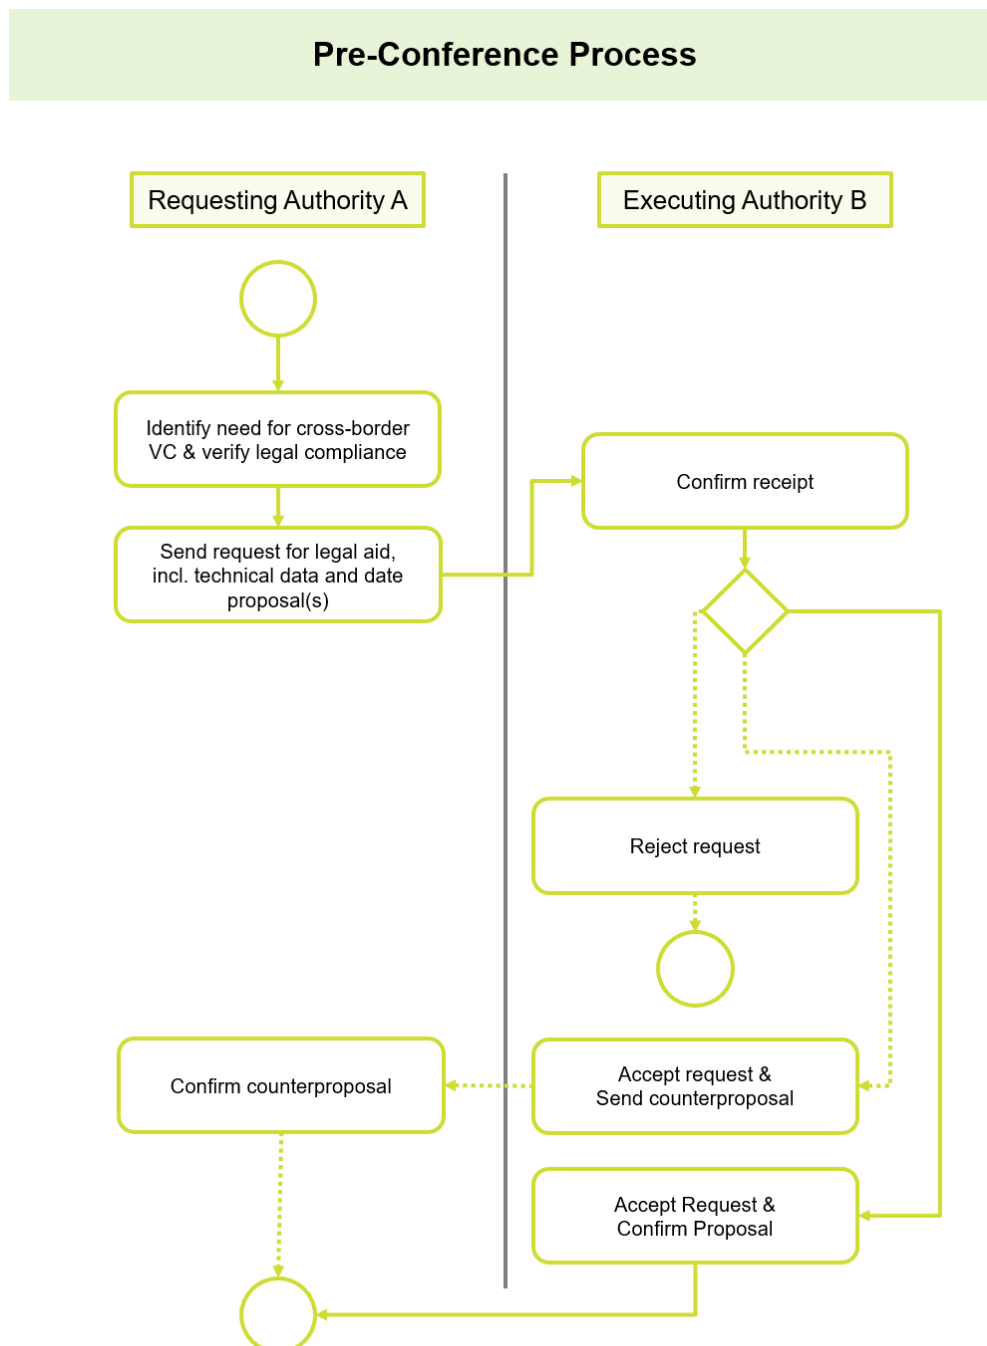 Pre-Conference Process
Requesting Authority A
Executing Authority B
Identify need for cross-border
VC & verify legal compliance
Send request for legal aid,
incl. technical data and date
proposal(s)
Confirm receipt
Reject request
Confirm counterproposal
Accept request &
Send counterproposal
Accept Request &
Confirm Proposal